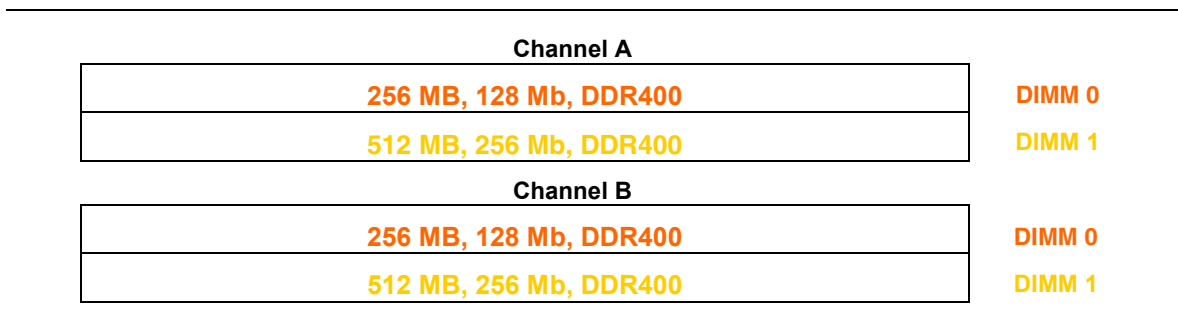 Channel A
256 MB, 128 Mb, DDR400 DIMM 0
512 MB, 256 Mb, DDR400 DIMM 1
Channel B
256 MB, 128 Mb, DDR400 DIMM 0
512 MB, 256 Mb, DDR400 DIMM 1